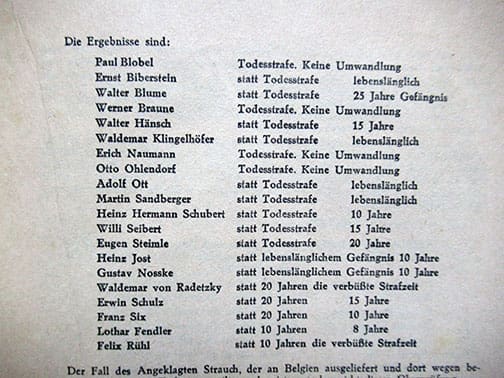 Die Ergebnisse sind:
Paul Blobel Todesstrafe. Keine Umwandlung
Ernst Biberstein statt Todesstrafe lebenslänglich
Walter Blume statt Todesstrafe 25 Jahre Gefängnis
Werner Braune Todesstrafe. Keine Umwandlung
Walter Hänsch statt Todesstrafe 15 Jahre
Waldemar Klingelhöfer statt Todesstrafe lebenslänglich
Erich Naumann Todesstrafe. Keine Umwandlung
Otto Ohlendorf Todesstrafe. Keine Umwandlung
Adolf Ott statt Todesstrafe lebenslänglich
Martin Sandberger statt Todesstrafe lebenslänglich
Heinz Hermann Schubert statt Todesstrafe 10 Jahre
Willi Seibert statt Todesstrafe 15 Jahre
Eugen Steimle statt Todesstrafe 20 Jahre
Heinz Jost statt lebenslänglichem Gefängnis 10 Jahre
Gustav Nosske statt lebenslänglichem Gefängnis 10 Jahre
Waldemar von Radetzky statt 20 Jahren die verbüßte Strafzeit
Erwin Schulz statt 20 Jahren 15 Jahre
Franz Six statt 20 Jahren 10 Jahre
Lothar Fendler statt 10 Jahren 8 Jahre
Felix Rühl statt 10 Jahren die verbüßte Strafzeit
Der Fall des Angeklagten Strauch, der an Belgien ausgeliefert und dort wegen be-